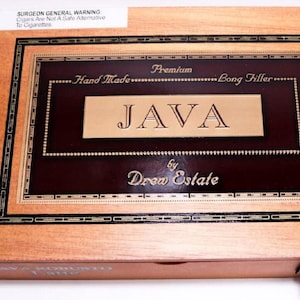 SURGEON GENERAL WARNING:
Cigars Are Not A Safe Alternative
To Cigarettes.
Premium
Hand Made Long Filler
JAVA
by
Drew Estate